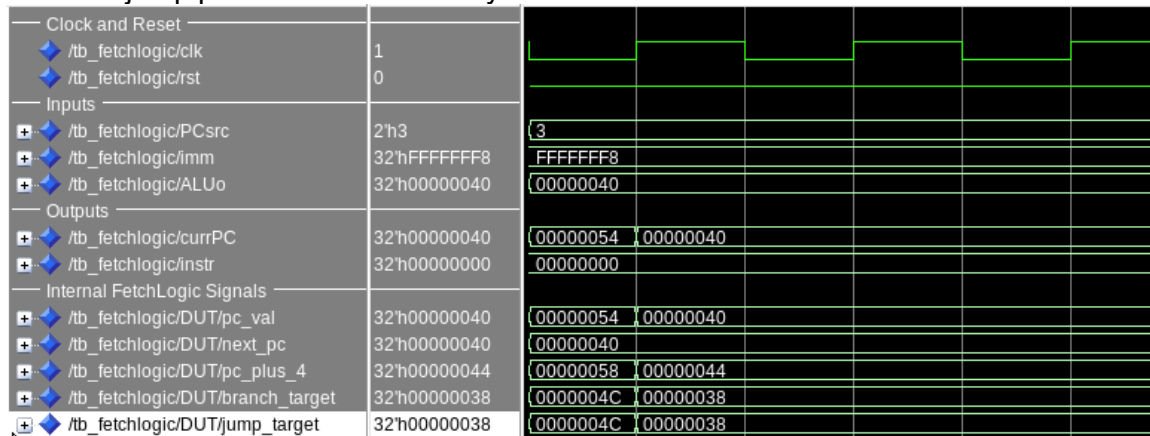 Clock and Reset
/tb_fetchlogic/clk 1
/tb_fetchlogic/rst 0
Inputs
/tb_fetchlogic/PCsrc 2'h3 3
/tb_fetchlogic/imm 32'hFFFFFFF8 FFFFFFF8
/tb_fetchlogic/ALUo 32'h00000040 00000040
Outputs
/tb_fetchlogic/currPC 32'h00000040 00000054 00000040
/tb_fetchlogic/instr 32'h00000000 00000000
Internal FetchLogic Signals
/tb_fetchlogic/DUT/pc_val 32'h00000040 00000054 00000040
/tb_fetchlogic/DUT/next_pc 32'h00000040 00000040
/tb_fetchlogic/DUT/pc_plus_4 32'h00000044 00000058 00000044
/tb_fetchlogic/DUT/branch_target 32'h00000038 0000004C 00000038
/tb_fetchlogic/DUT/jump_target 32'h00000038 0000004C 00000038